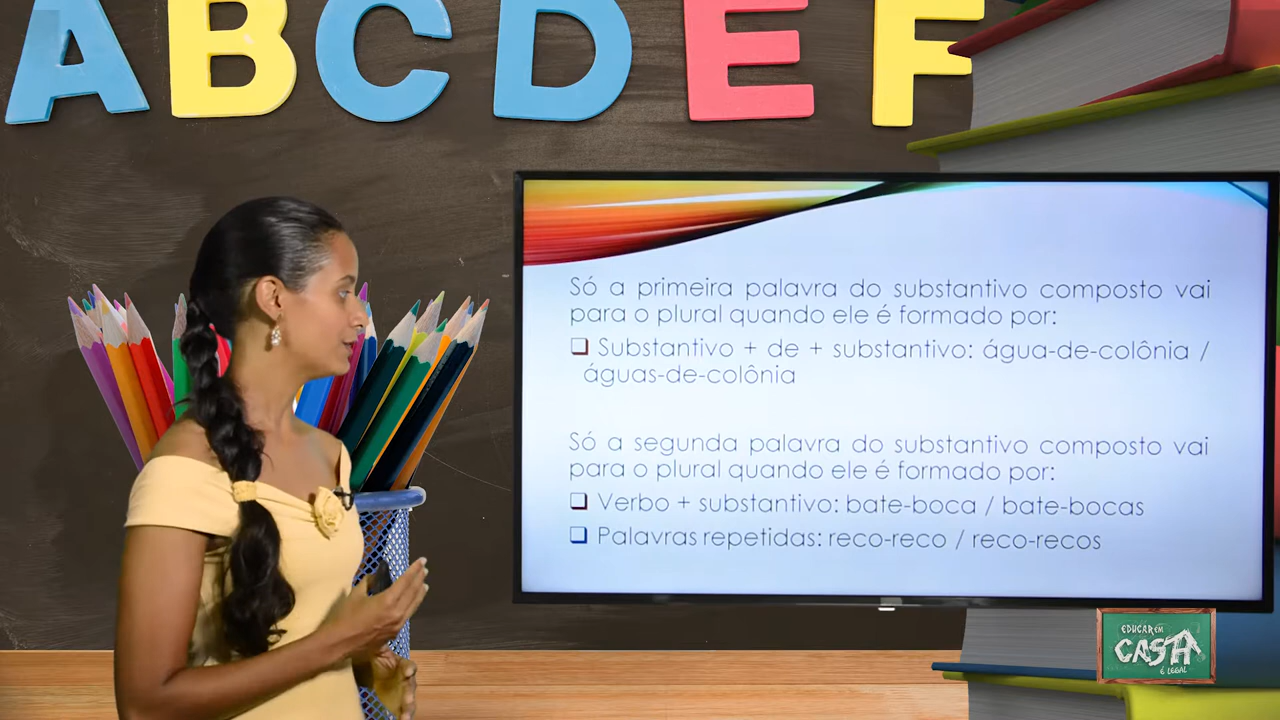 A B C D E F
Só a primeira palavra do substantivo composto vai
para o plural quando ele é formado por:
Substantivo + de + substantivo: água-de-colônia /
águas-de-colônia
Só a segunda palavra do substantivo composto vai
para o plural quando ele é formado por:
Verbo + substantivo: bate-boca / bate-bocas
Palavras repetidas: reco-reco / reco-recos
EDUCAR EM
CASA
É LEGAL